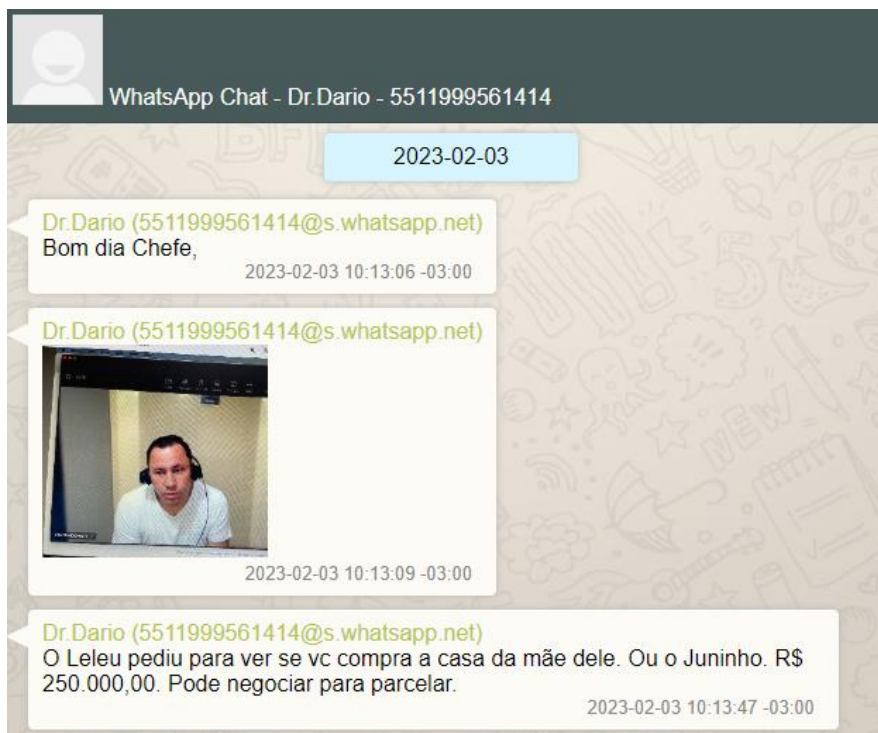 WhatsApp Chat - Dr.Dario - 5511999561414
2023-02-03
Dr.Dario (5511999561414@s.whatsapp.net)
Bom dia Chefe,
2023-02-03 10:13:06 -03:00
Dr.Dario (5511999561414@s.whatsapp.net)
2023-02-03 10:13:09 -03:00
Dr.Dario (5511999561414@s.whatsapp.net)
O Leleu pediu para ver se vc compra a casa da mãe dele. Ou o Juninho. R$
250.000,00. Pode negociar para parcelar.
2023-02-03 10:13:47 -03:00